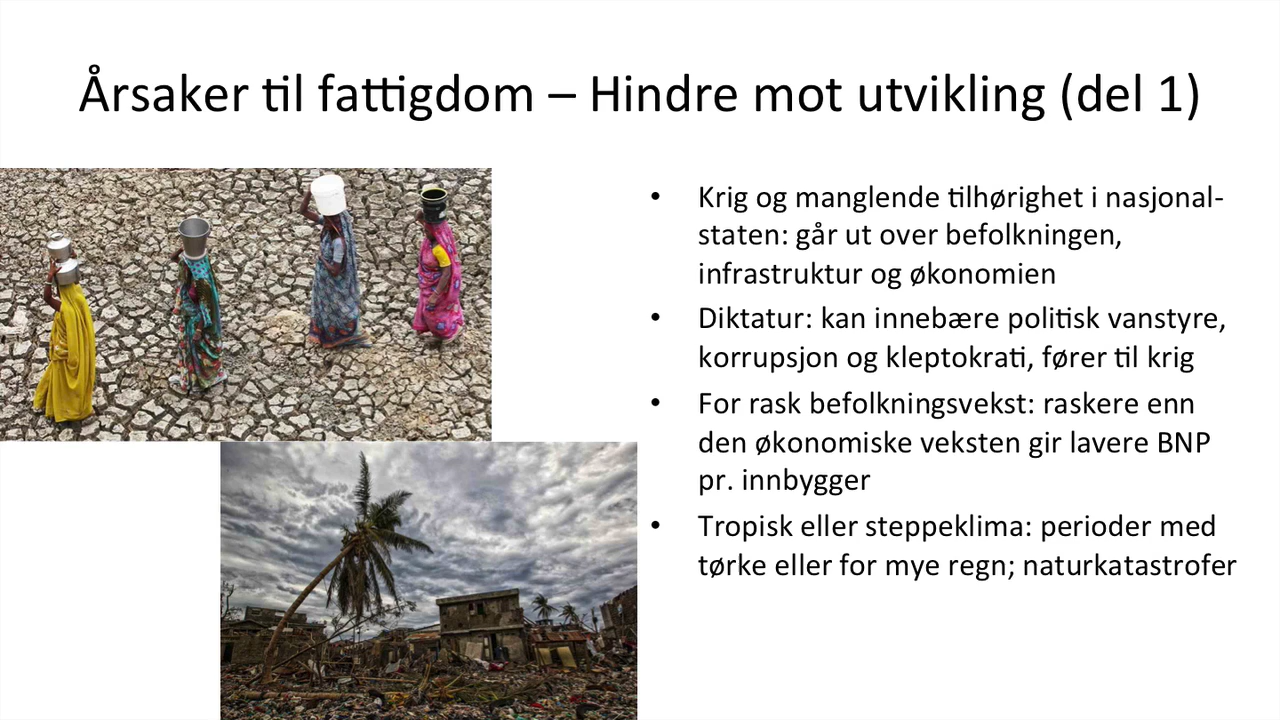 Årsaker til fattigdom – Hindre mot utvikling (del 1)
• Krig og manglende tilhørighet i nasjonal-
staten: går ut over befolkningen,
infrastruktur og økonomien
• Diktatur: kan innebære politisk vanstyre,
korrupsjon og kleptokrati, fører til krig
• For rask befolkningsvekst: raskere enn
den økonomiske veksten gir lavere BNP
pr. innbygger
• Tropisk eller steppeklima: perioder med
tørke eller for mye regn; naturkatastrofer